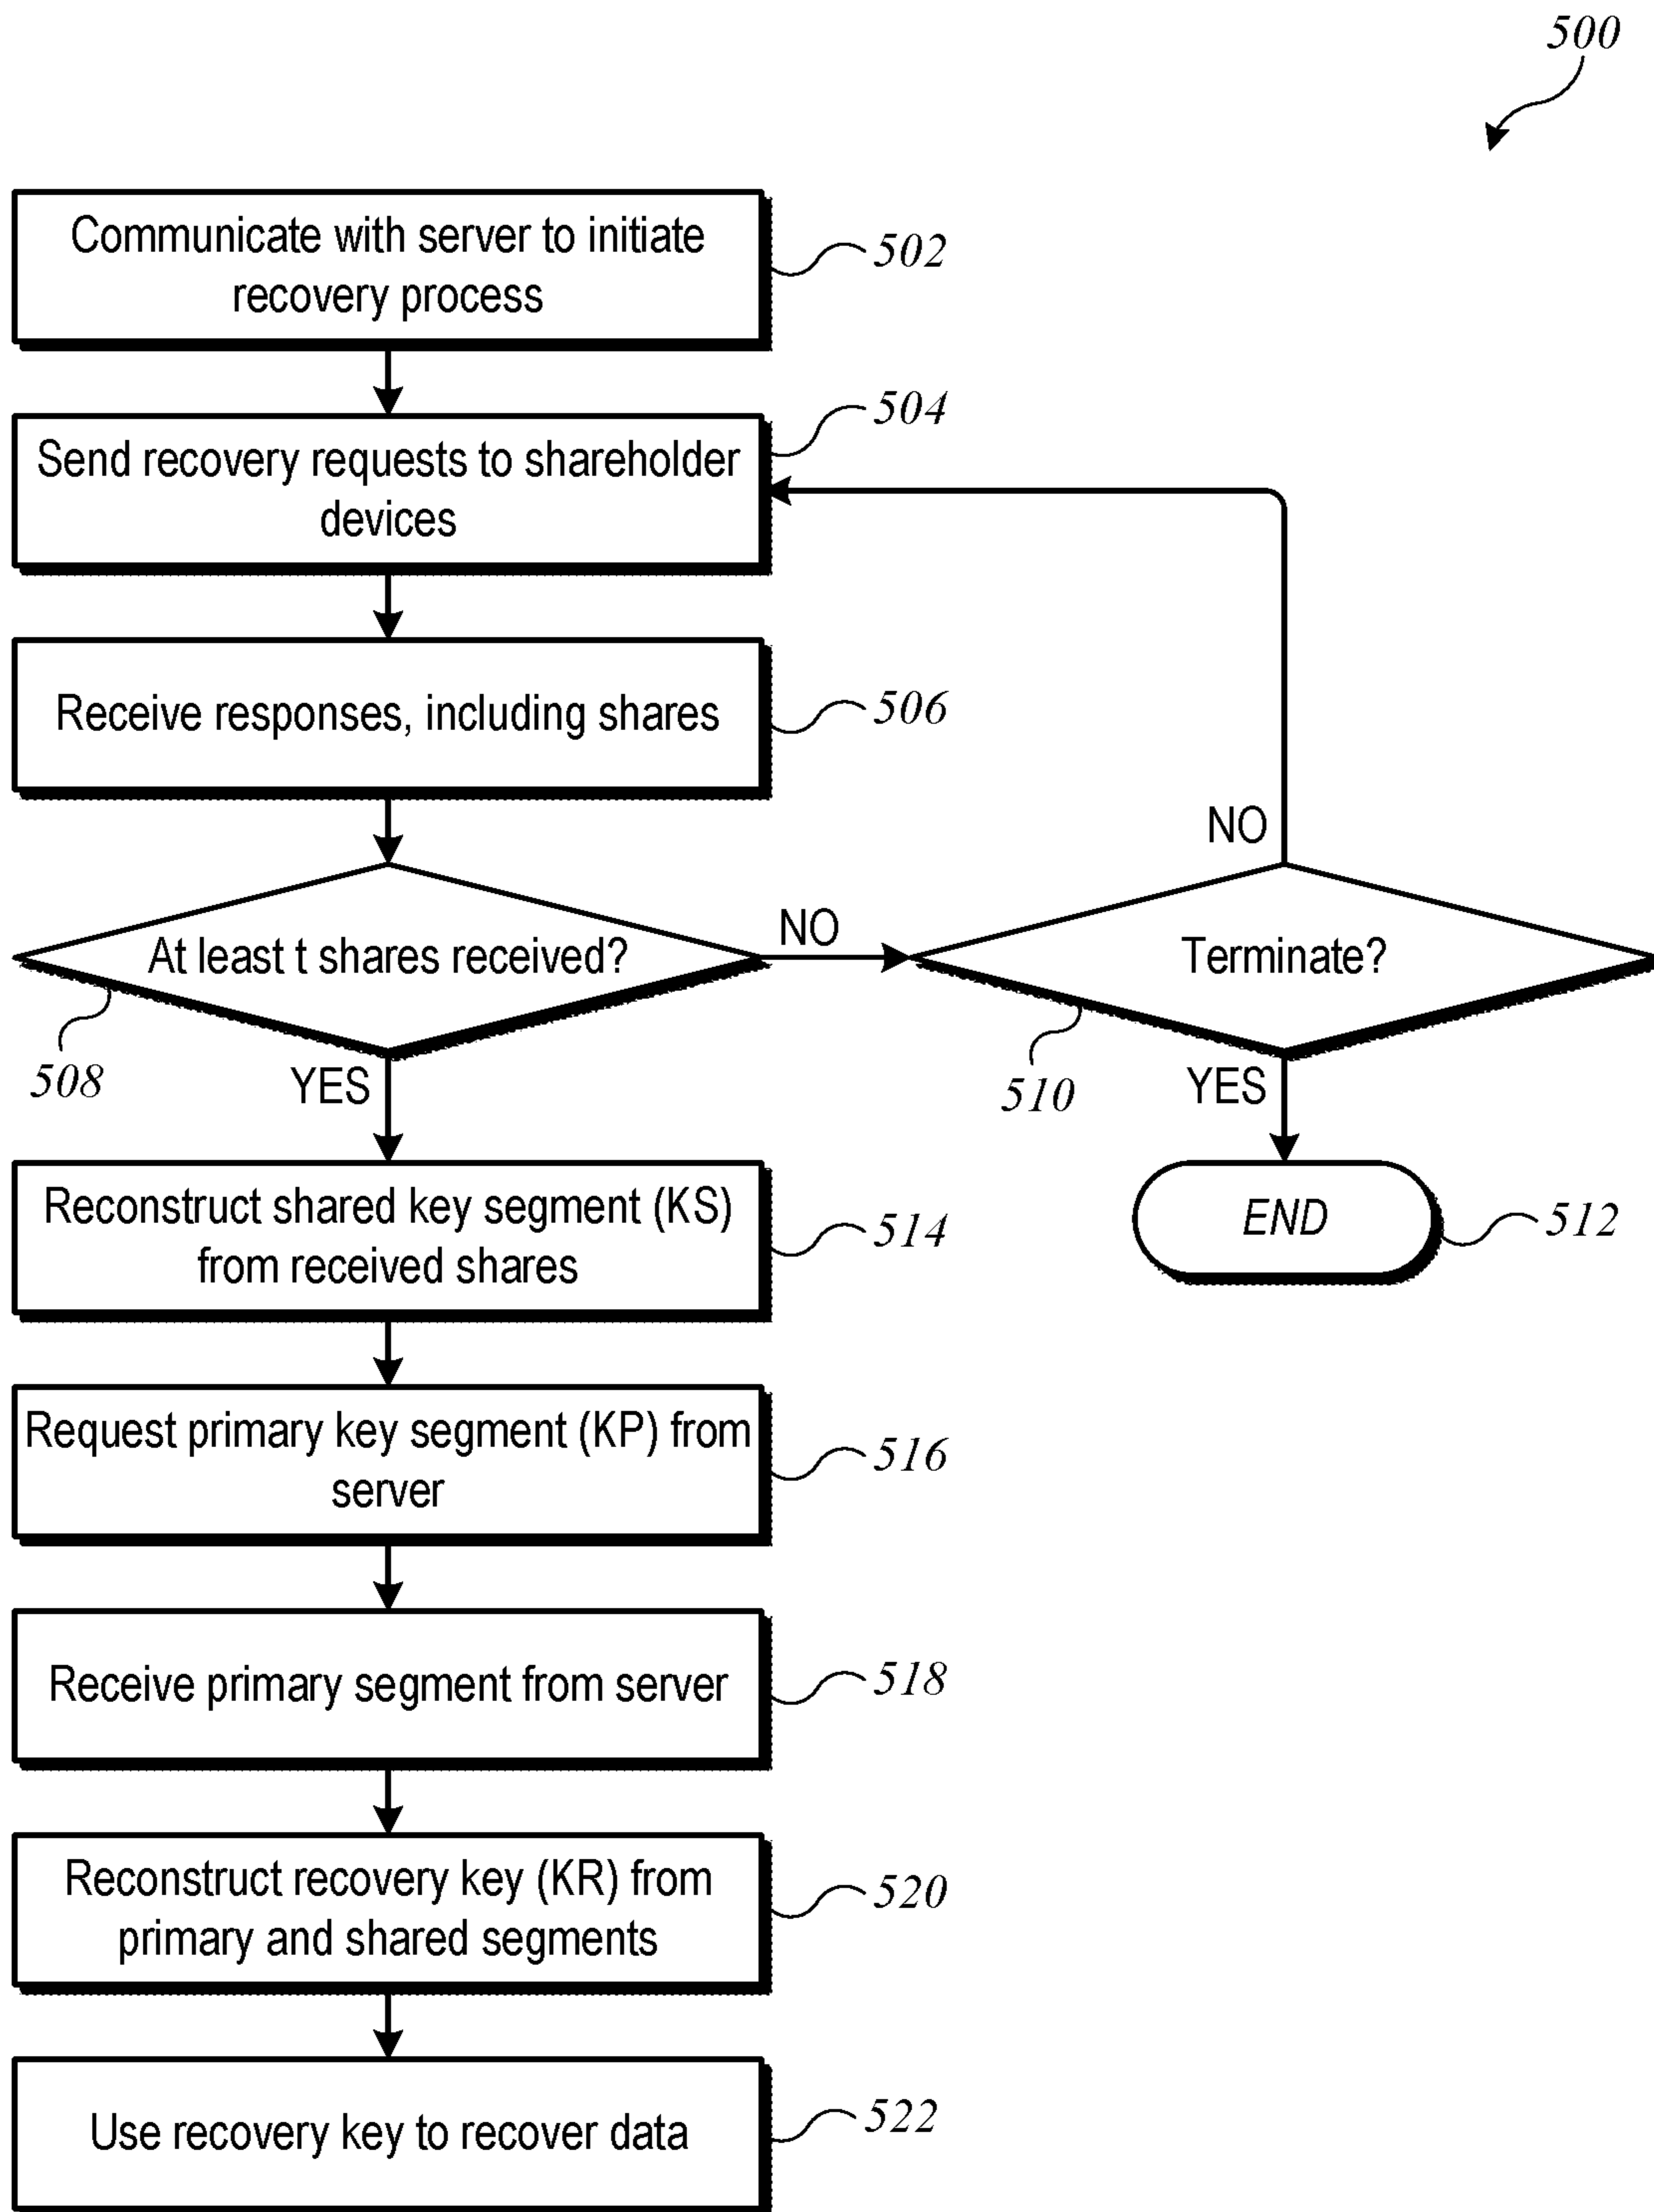 500
Communicate with server to initiate
recovery process
502
Send recovery requests to shareholder
devices
504
Receive responses, including shares
506
At least t shares received?
508
NO
YES
Terminate?
510
NO
YES
END
512
Reconstruct shared key segment (KS)
from received shares
514
Request primary key segment (KP) from
server
516
Receive primary segment from server
518
Reconstruct recovery key (KR) from
primary and shared segments
520
Use recovery key to recover data
522